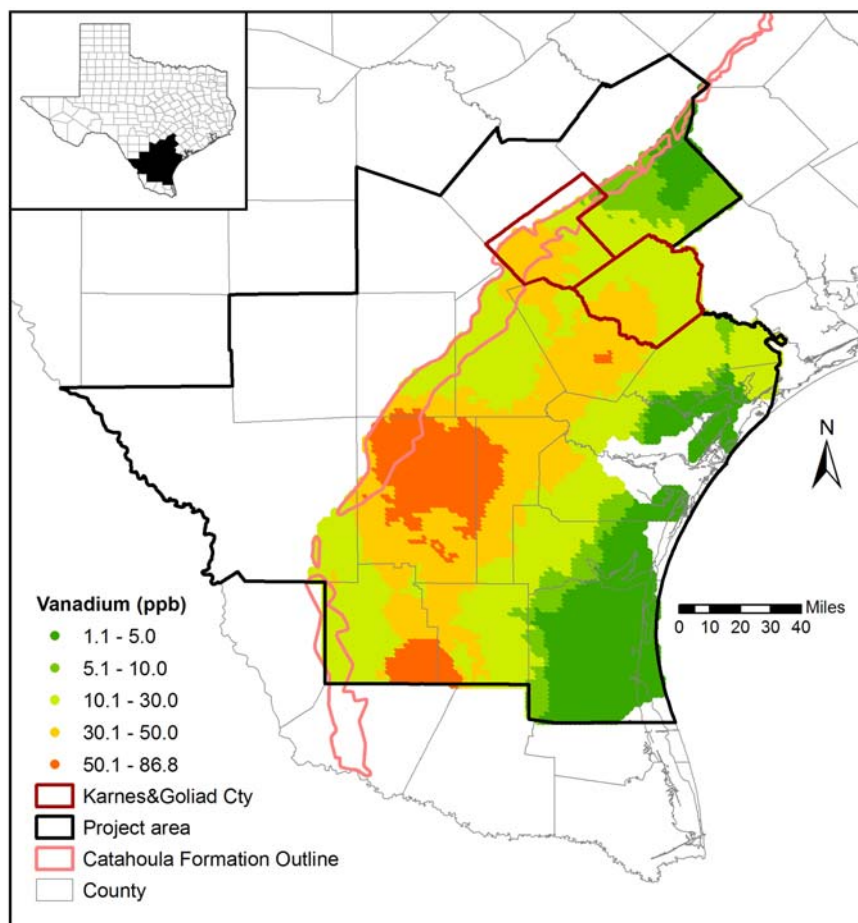 N
Miles
0 10 20 30 40
Vanadium (ppb)
1.1 - 5.0
5.1 - 10.0
10.1 - 30.0
30.1 - 50.0
50.1 - 86.8
Karnes&Goliad Cty
Project area
Catahoula Formation Outline
County